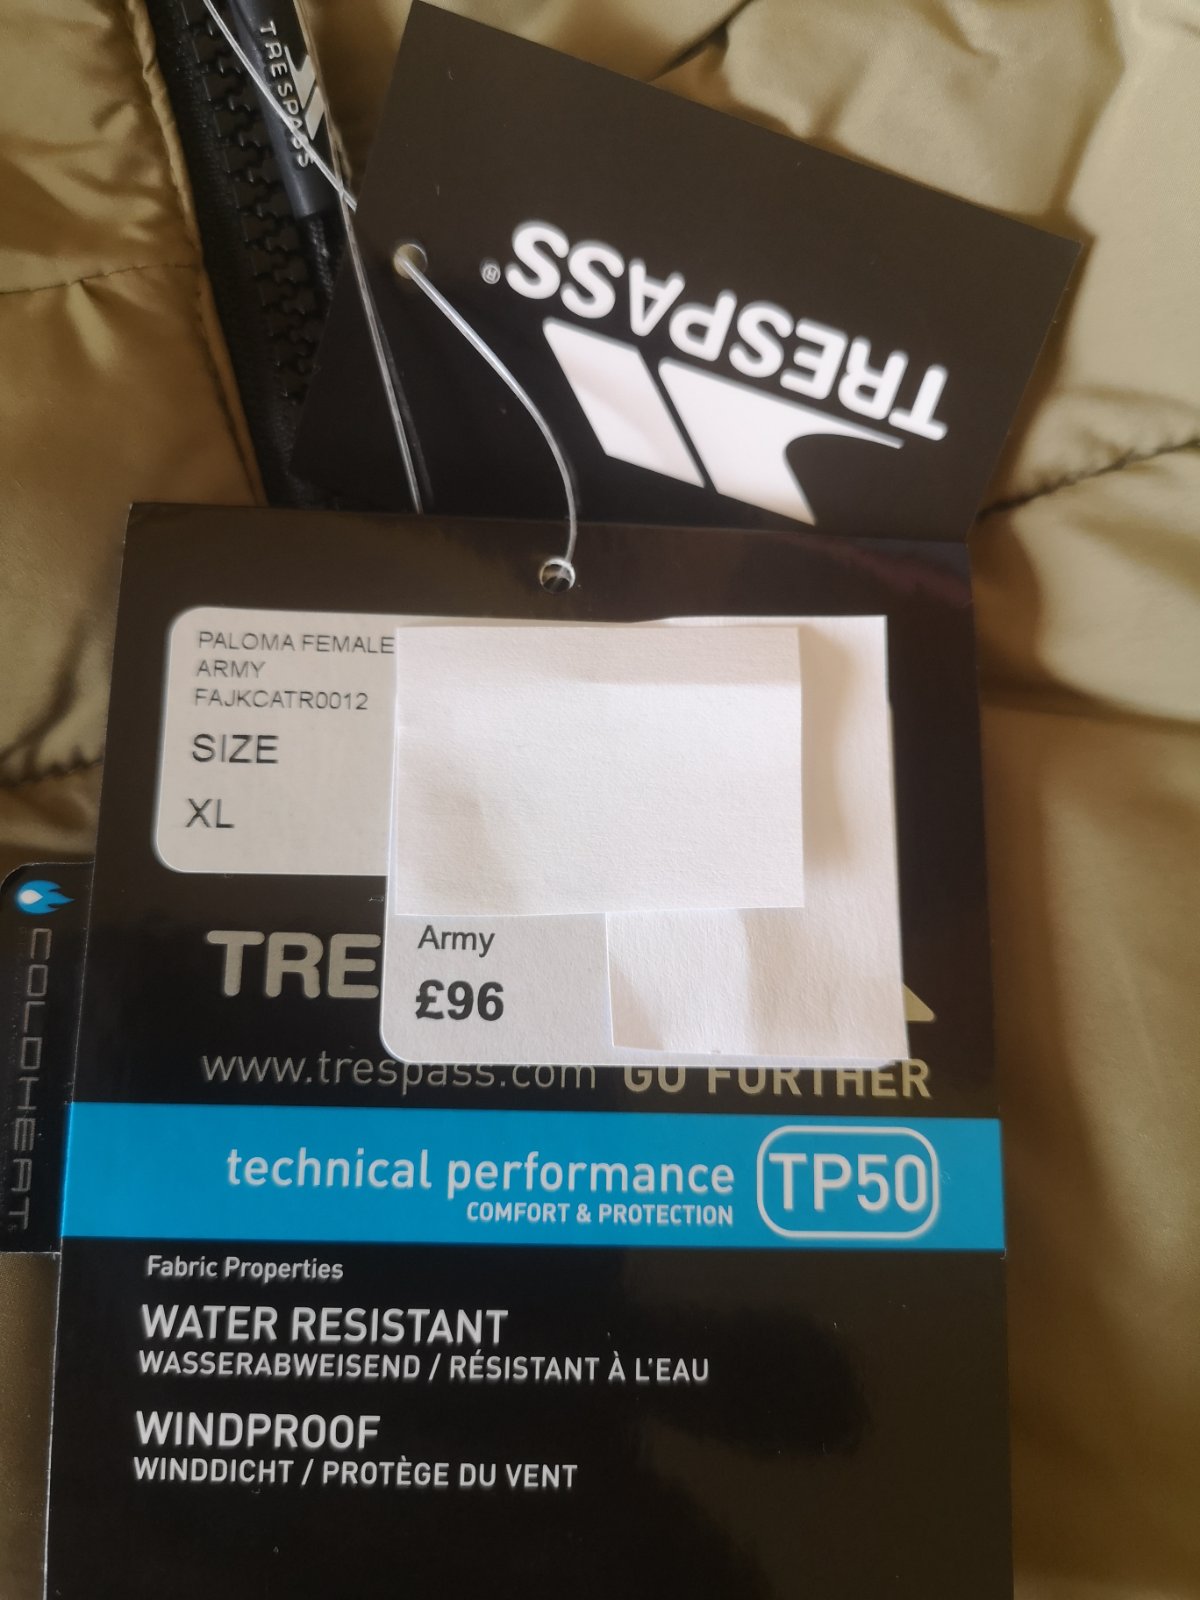 TRESPASS
TRESPASS®
PALOMA FEMALE
ARMY
FAJKCATR0012
SIZE
XL
Army
£96
TRE
www.trespass.com GO FURTHER
COLDHEAT
technical performance
COMFORT & PROTECTION
TP50
Fabric Properties
WATER RESISTANT
WASSERABWEISEND / RÉSISTANT À L'EAU
WINDPROOF
WINDDICHT / PROTÈGE DU VENT